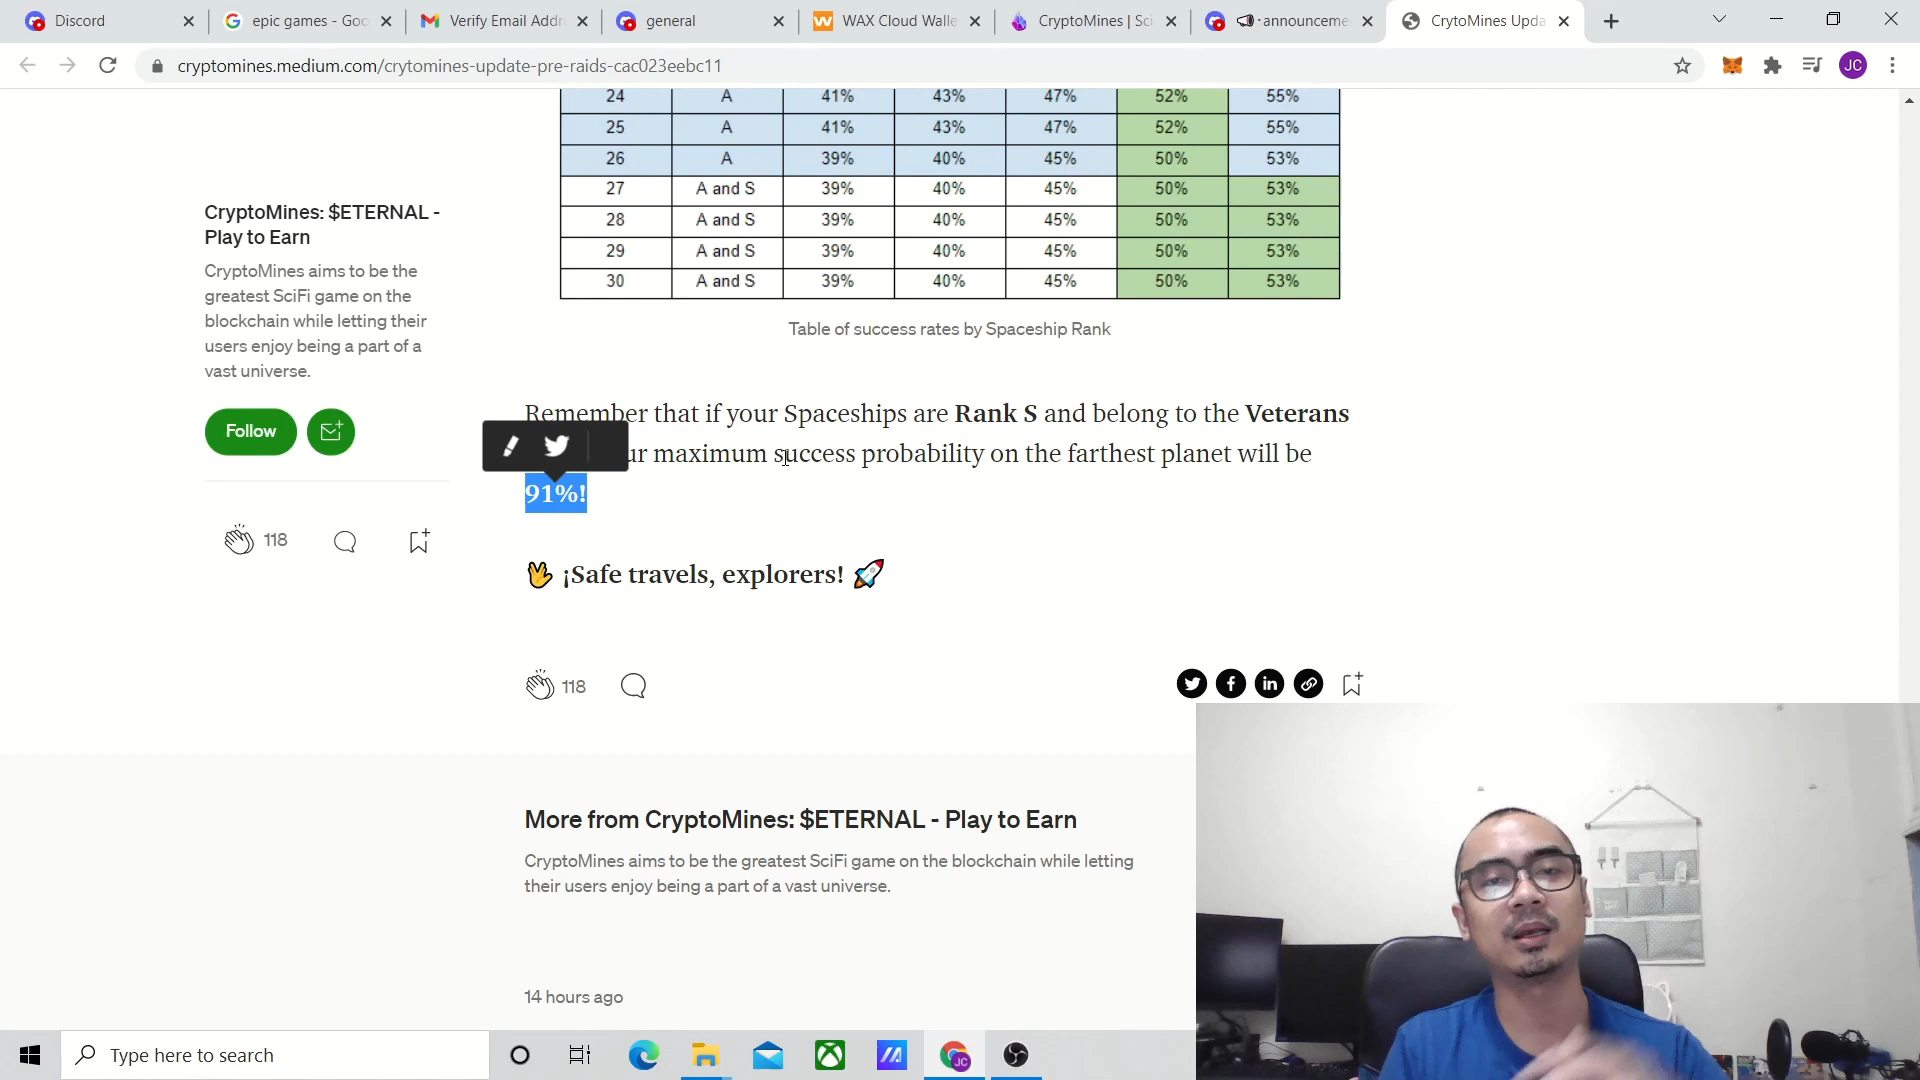 Discord
epic games - Goo
Verify Email Addre
general
WAX Cloud Walle
CryptoMines | Sci
announceme
CrytoMines Upda
cryptomines.medium.com/crytomines-update-pre-raids-cac023eebc11
JC
24 A 41% 43% 47% 52% 55%
25 A 41% 43% 47% 52% 55%
26 A 39% 40% 45% 50% 53%
27 A and S 39% 40% 45% 50% 53%
28 A and S 39% 40% 45% 50% 53%
29 A and S 39% 40% 45% 50% 53%
30 A and S 39% 40% 45% 50% 53%
Table of success rates by Spaceship Rank
CryptoMines: $ETERNAL -
Play to Earn
CryptoMines aims to be the
greatest SciFi game on the
blockchain while letting their
users enjoy being a part of a
vast universe.
Follow
118
Remember that if your Spaceships are Rank S and belong to the Veterans
ur maximum success probability on the farthest planet will be
91%!
🖖 ¡Safe travels, explorers! 🚀
118
More from CryptoMines: $ETERNAL - Play to Earn
CryptoMines aims to be the greatest SciFi game on the blockchain while letting
their users enjoy being a part of a vast universe.
14 hours ago
Type here to search